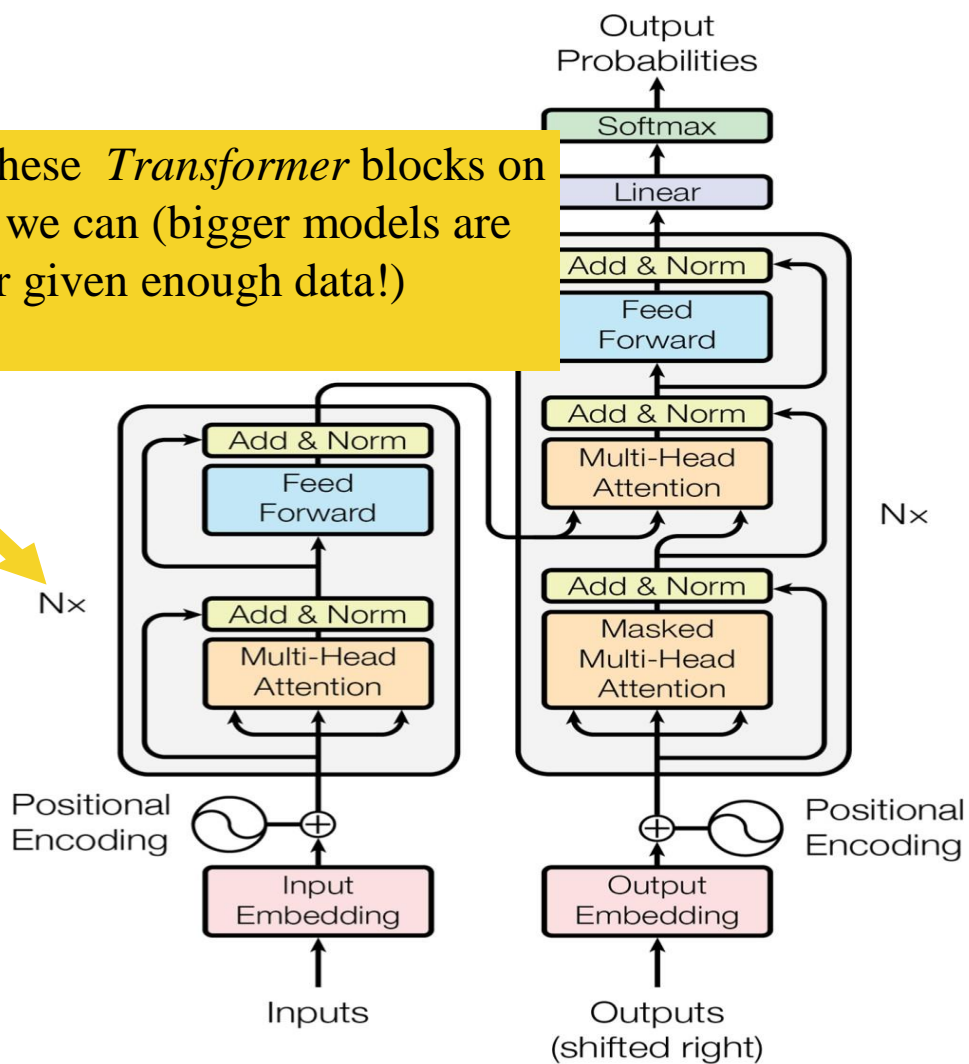 Output
Probabilities
Softmax
hese Transformer blocks on
we can (bigger models are
r given enough data!)
Linear
Add & Norm
Feed
Forward
Add & Norm
Multi-Head
Attention
Nx
Add & Norm
Masked
Multi-Head
Attention
Add & Norm
Feed
Forward
Nx
Add & Norm
Multi-Head
Attention
Positional
Encoding
Positional
Encoding
Input
Embedding
Output
Embedding
Inputs
Outputs
(shifted right)